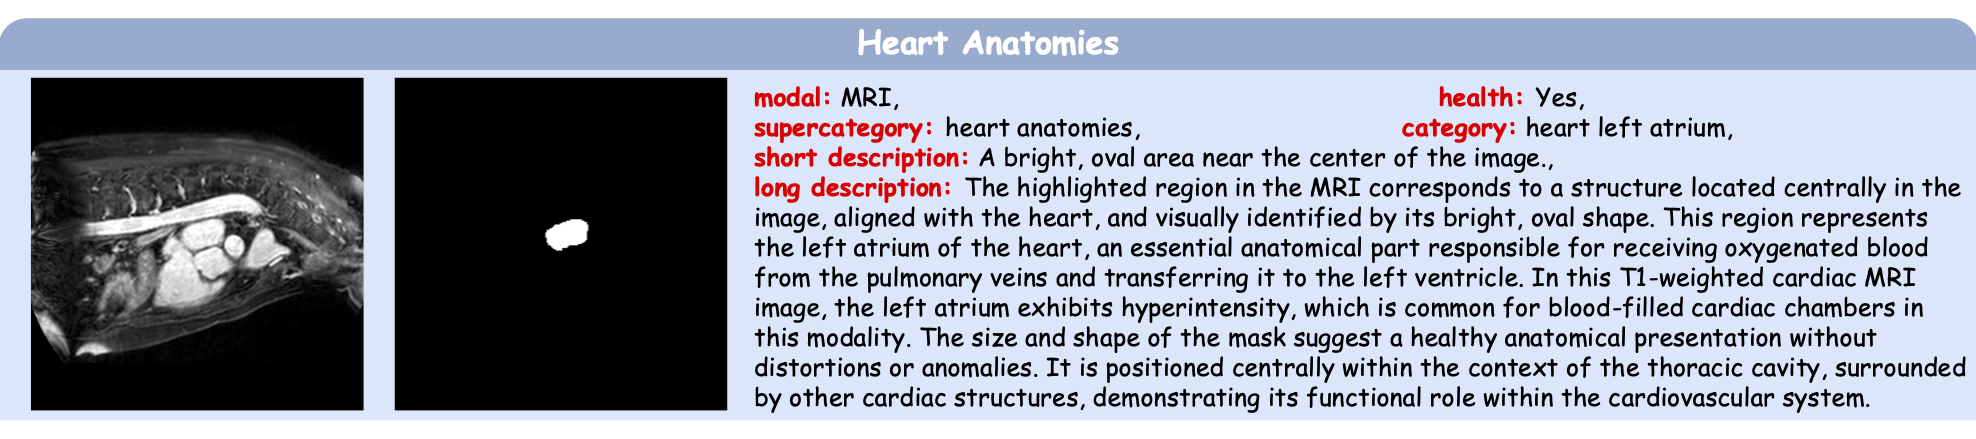 Heart Anatomies
modal: MRI, health: Yes,
supercategory: heart anatomies, category: heart left atrium,
short description: A bright, oval area near the center of the image.,
long description: The highlighted region in the MRI corresponds to a structure located centrally in the
image, aligned with the heart, and visually identified by its bright, oval shape. This region represents
the left atrium of the heart, an essential anatomical part responsible for receiving oxygenated blood
from the pulmonary veins and transferring it to the left ventricle. In this T1-weighted cardiac MRI
image, the left atrium exhibits hyperintensity, which is common for blood-filled cardiac chambers in
this modality. The size and shape of the mask suggest a healthy anatomical presentation without
distortions or anomalies. It is positioned centrally within the context of the thoracic cavity, surrounded
by other cardiac structures, demonstrating its functional role within the cardiovascular system.